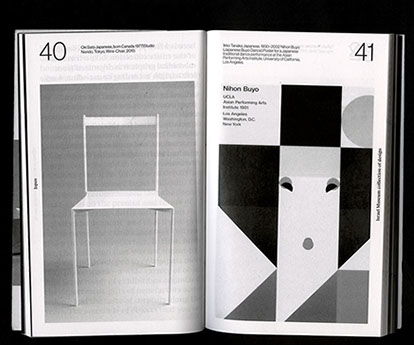 40
Oki Sato Japanese, born Canada 1977/Studio
Nendo, Tokyo, Wire Chair, 2010
Japan
41
Ikko Tanaka, Japanese, 1930–2002 Nihon Buyo
(Japanese Buyo Dance) Poster for a Japanese
traditional dance performance at the Asian
Performing Arts Institute, University of California,
Los Angeles
Nihon Buyo
UCLA
Asian Performing Arts
Institute 1981
Los Angeles
Washington, D.C.
New York
Israel Museum collection of design